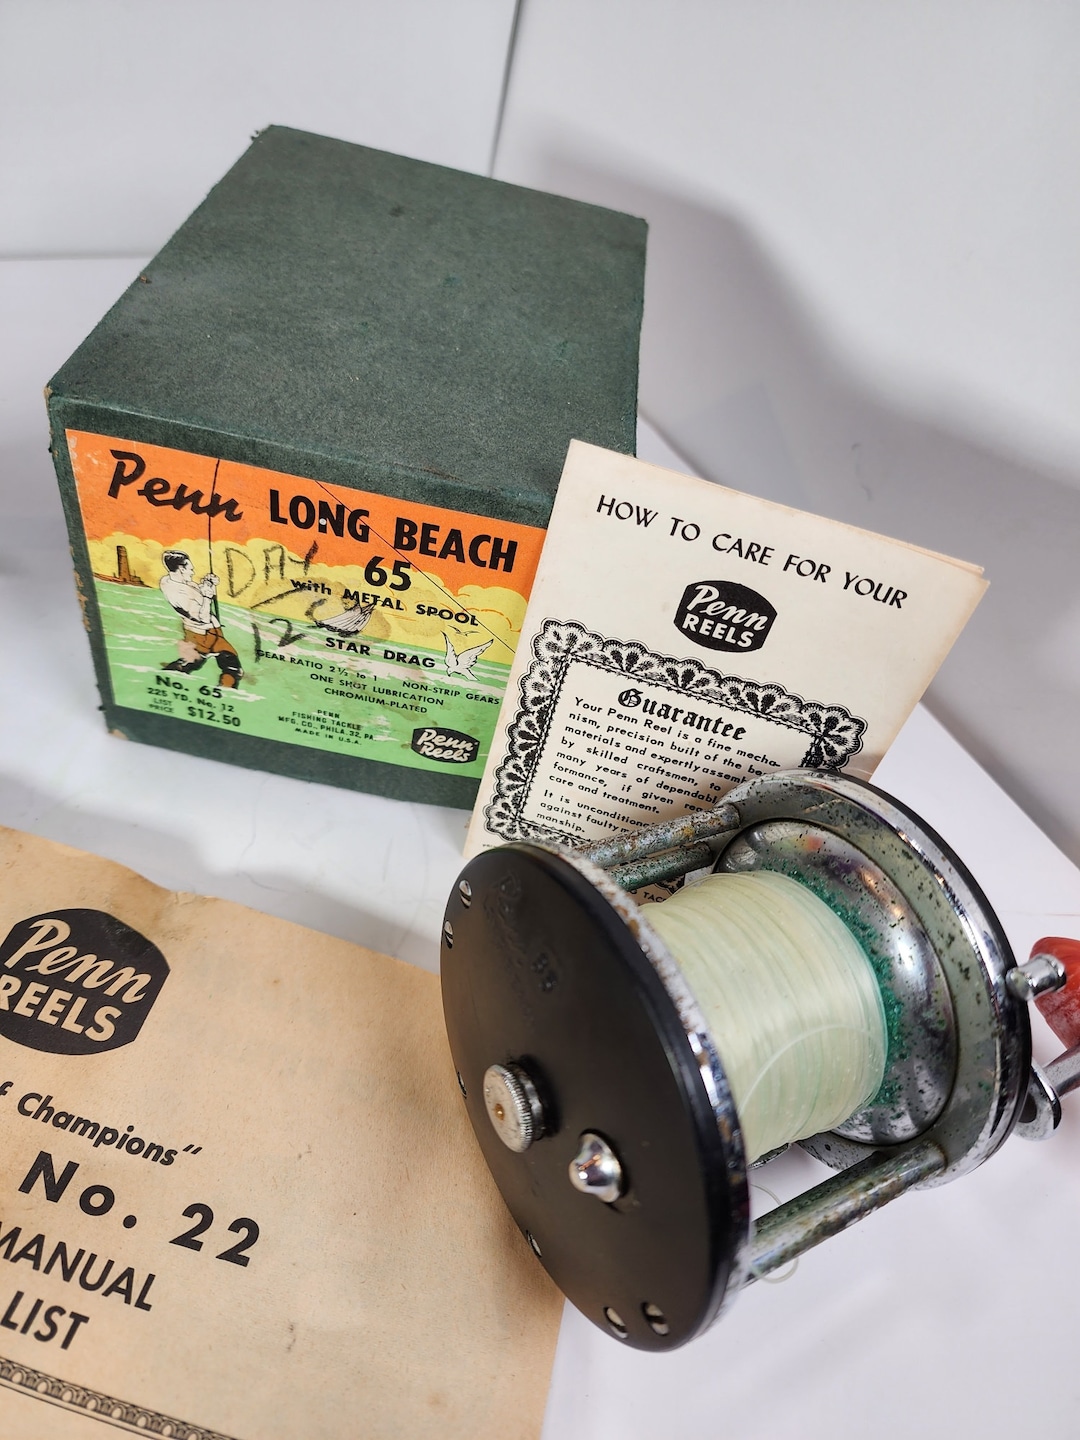 Penn LONG BEACH
65
with METAL SPOOL
STAR DRAG
GEAR RATIO 2½ to 1 NON-STRIP GEARS
ONE SHOT LUBRICATION
CHROMIUM-PLATED
No. 65
225 YD. No. 12
LIST
PRICE $12.50
PENN
FISHING TACKLE
MFG. CO., PHILA. 32, PA.
MADE IN U.S.A.
Penn
REELS
DAY
12
HOW TO CARE FOR YOUR
Penn
REELS
Guarantee
Your Penn Reel is a fine mecha-
nism, precision built of the
materials and expertly
by skilled craftsmen, to
many years of
if given
care and treatment.
It is
against faulty
manship.
Penn
REELS
Champions"
No. 22
MANUAL
LIST